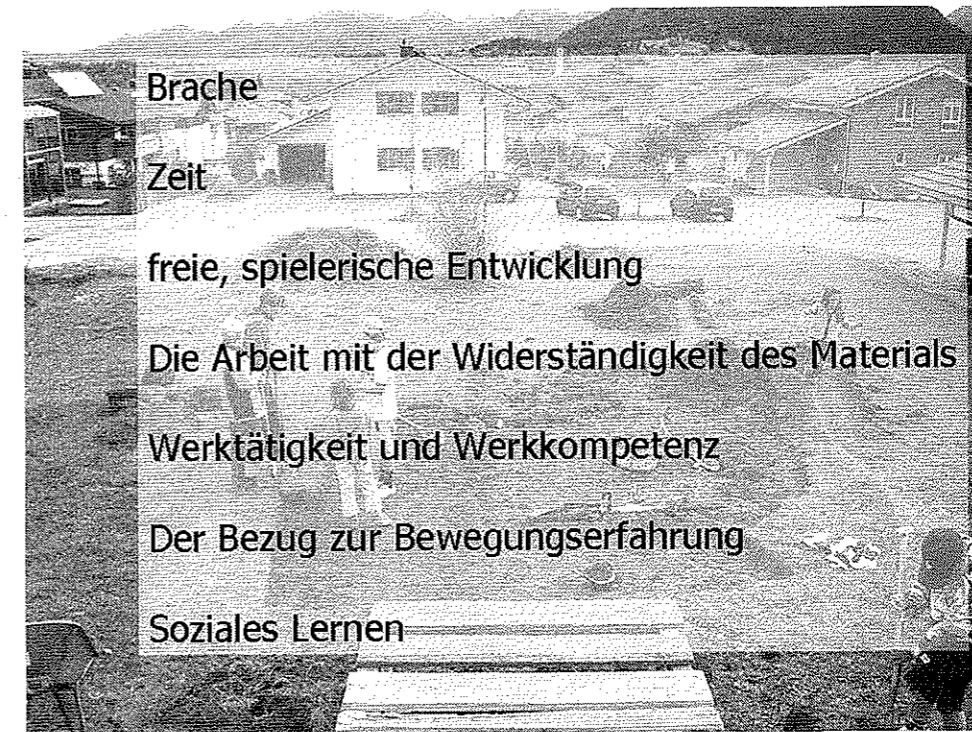 Brache
Zeit
freie, spielerische Entwicklung
Die Arbeit mit der Widerständigkeit des Materials
Werktätigkeit und Werkkompetenz
Der Bezug zur Bewegungserfahrung
Soziales Lernen